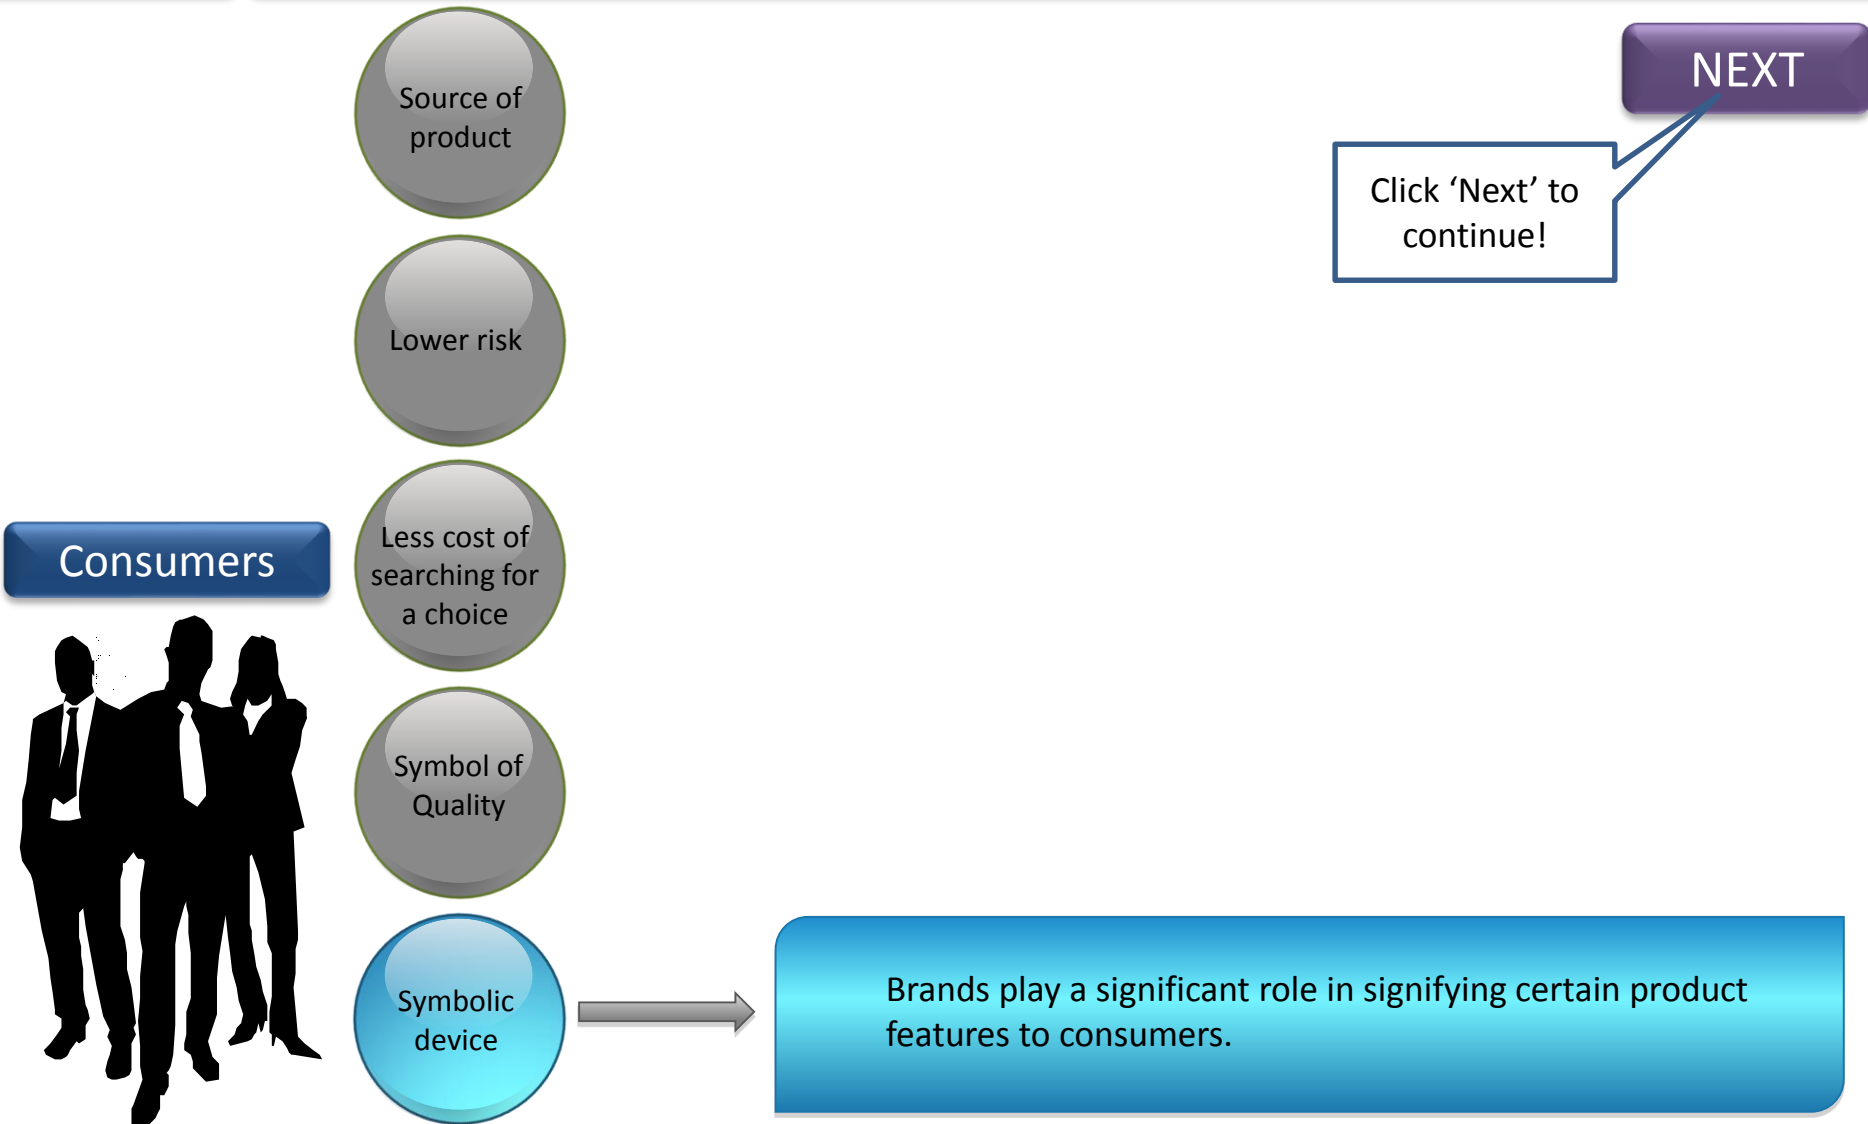 Source of
product
NEXT
Click ‘Next’ to
continue!
Lower risk
Consumers
Less cost of
searching for
a choice
Symbol of
Quality
Symbolic
device
Brands play a significant role in signifying certain product
features to consumers.